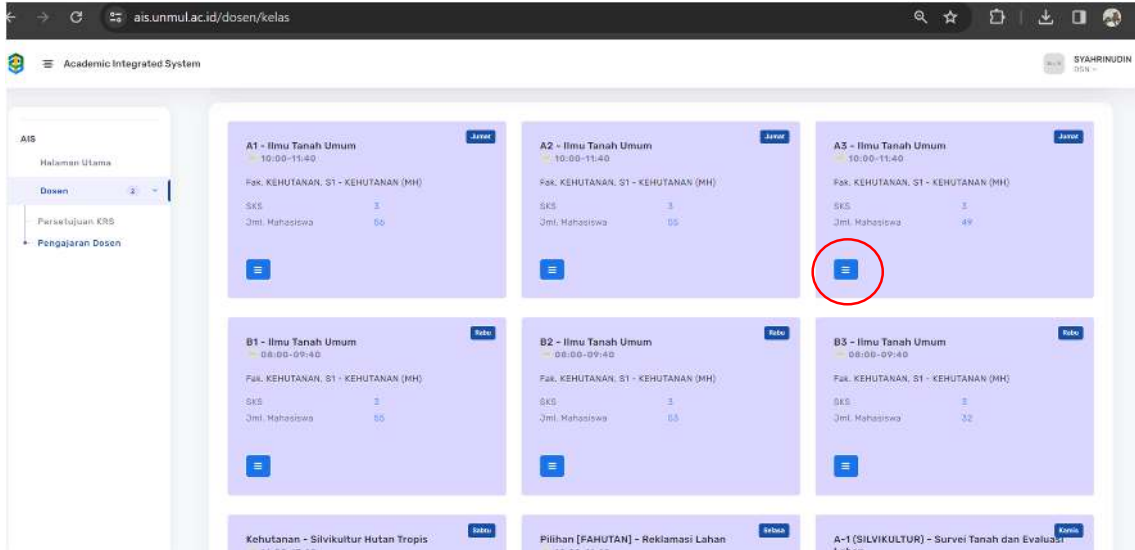 ais.unmul.ac.id/dosen/kelas
Academic Integrated System
SYAHRINUDIN
DSN
AIS
Halaman Utama
Dosen 2
Persetujuan KRS
Pengajaran Dosen
A1 - Ilmu Tanah Umum Jumat
10:00-11:40
Fak. KEHUTANAN, S1 - KEHUTANAN (MH)
SKS 3
Jml. Mahasiswa 56
A2 - Ilmu Tanah Umum Jumat
10:00-11:40
Fak. KEHUTANAN, S1 - KEHUTANAN (MH)
SKS 3
Jml. Mahasiswa 55
A3 - Ilmu Tanah Umum Jumat
10:00-11:40
Fak. KEHUTANAN, S1 - KEHUTANAN (MH)
SKS 3
Jml. Mahasiswa 49
B1 - Ilmu Tanah Umum Rabu
08:00-09:40
Fak. KEHUTANAN, S1 - KEHUTANAN (MH)
SKS 3
Jml. Mahasiswa 55
B2 - Ilmu Tanah Umum Rabu
08:00-09:40
Fak. KEHUTANAN, S1 - KEHUTANAN (MH)
SKS 3
Jml. Mahasiswa 53
B3 - Ilmu Tanah Umum Rabu
08:00-09:40
Fak. KEHUTANAN, S1 - KEHUTANAN (MH)
SKS 3
Jml. Mahasiswa 32
Kehutanan - Silvikultur Hutan Tropis Sabtu
Pilihan [FAHUTAN] - Reklamasi Lahan Selasa
A-1 (SILVIKULTUR) - Survei Tanah dan Evaluasi Kamis
Lahan